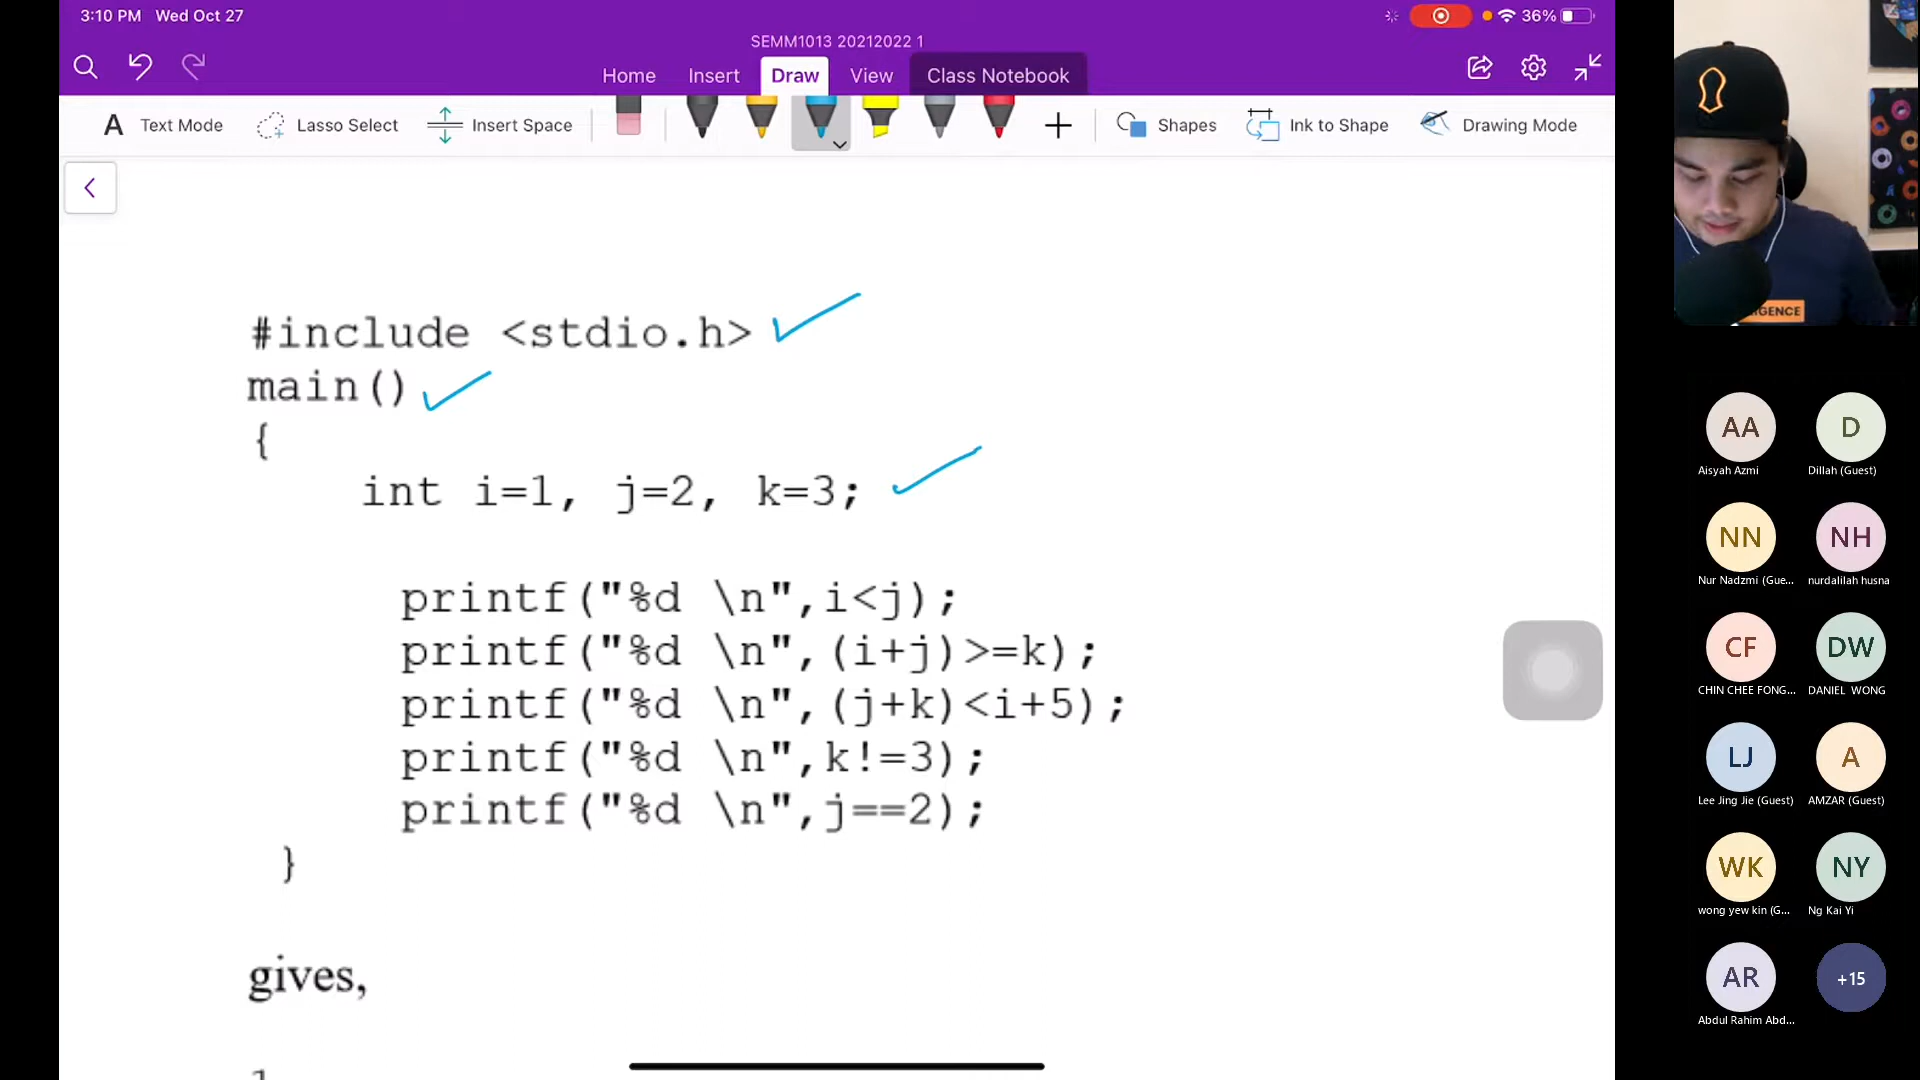 3:10 PM Wed Oct 27
36%
SEMM1013 20212022 1
Home Insert Draw View Class Notebook
A Text Mode Lasso Select Insert Space Shapes Ink to Shape Drawing Mode
#include <stdio.h>
main()
{
int i=1, j=2, k=3;
printf("%d \n",i<j);
printf("%d \n",(i+j)>=k);
printf("%d \n",(j+k)<i+5);
printf("%d \n",k!=3);
printf("%d \n",j==2);
}
gives,
IGENCE
AA D
Aisyah Azmi Dillah (Guest)
NN NH
Nur Nadzmi (Gue... nurdalilah husna
CF DW
CHIN CHEE FONG... DANIEL WONG
LJ A
Lee Jing Jie (Guest) AMZAR (Guest)
WK NY
wong yew kin (G... Ng Kai Yi
AR +15
Abdul Rahim Abd...